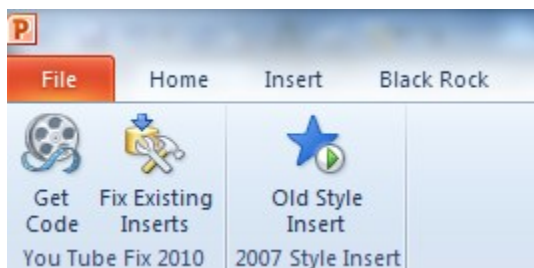 P
File Home Insert Black Rock
Get Code Fix Existing Inserts Old Style Insert
You Tube Fix 2010 2007 Style Insert